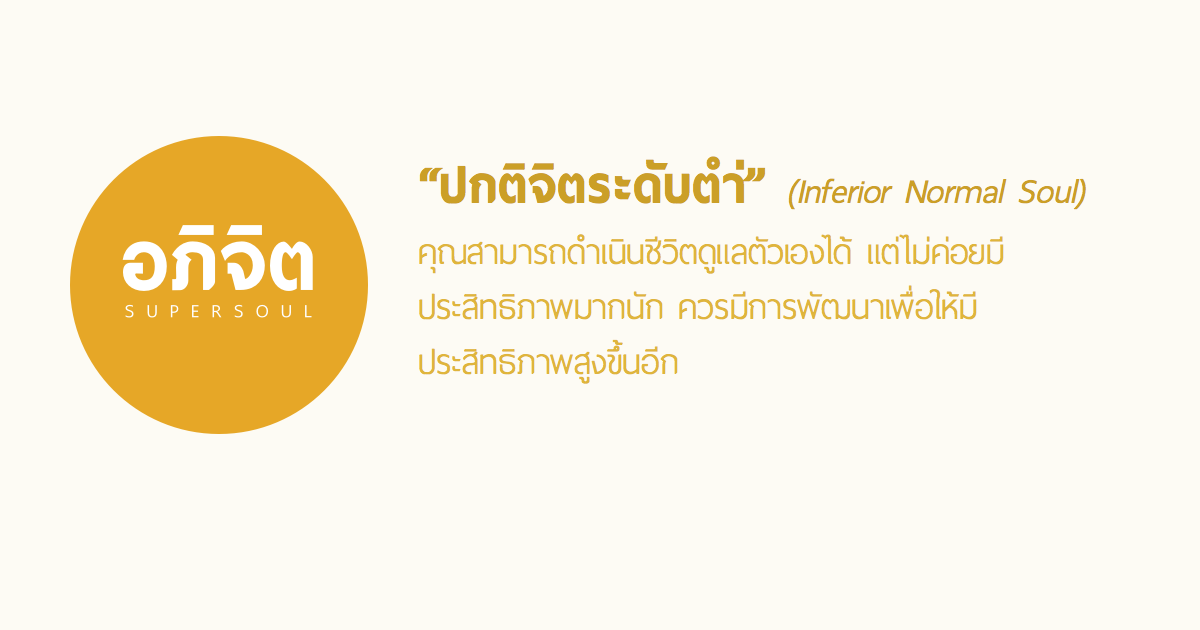 อภิจิต
SUPERSOUL
“ปกติจิตระดับต่ำ” (Inferior Normal Soul)
คุณสามารถดำเนินชีวิตดูแลตัวเองได้ แต่ไม่ค่อยมี
ประสิทธิภาพมากนัก ควรมีการพัฒนาเพื่อให้มี
ประสิทธิภาพสูงขึ้นอีก